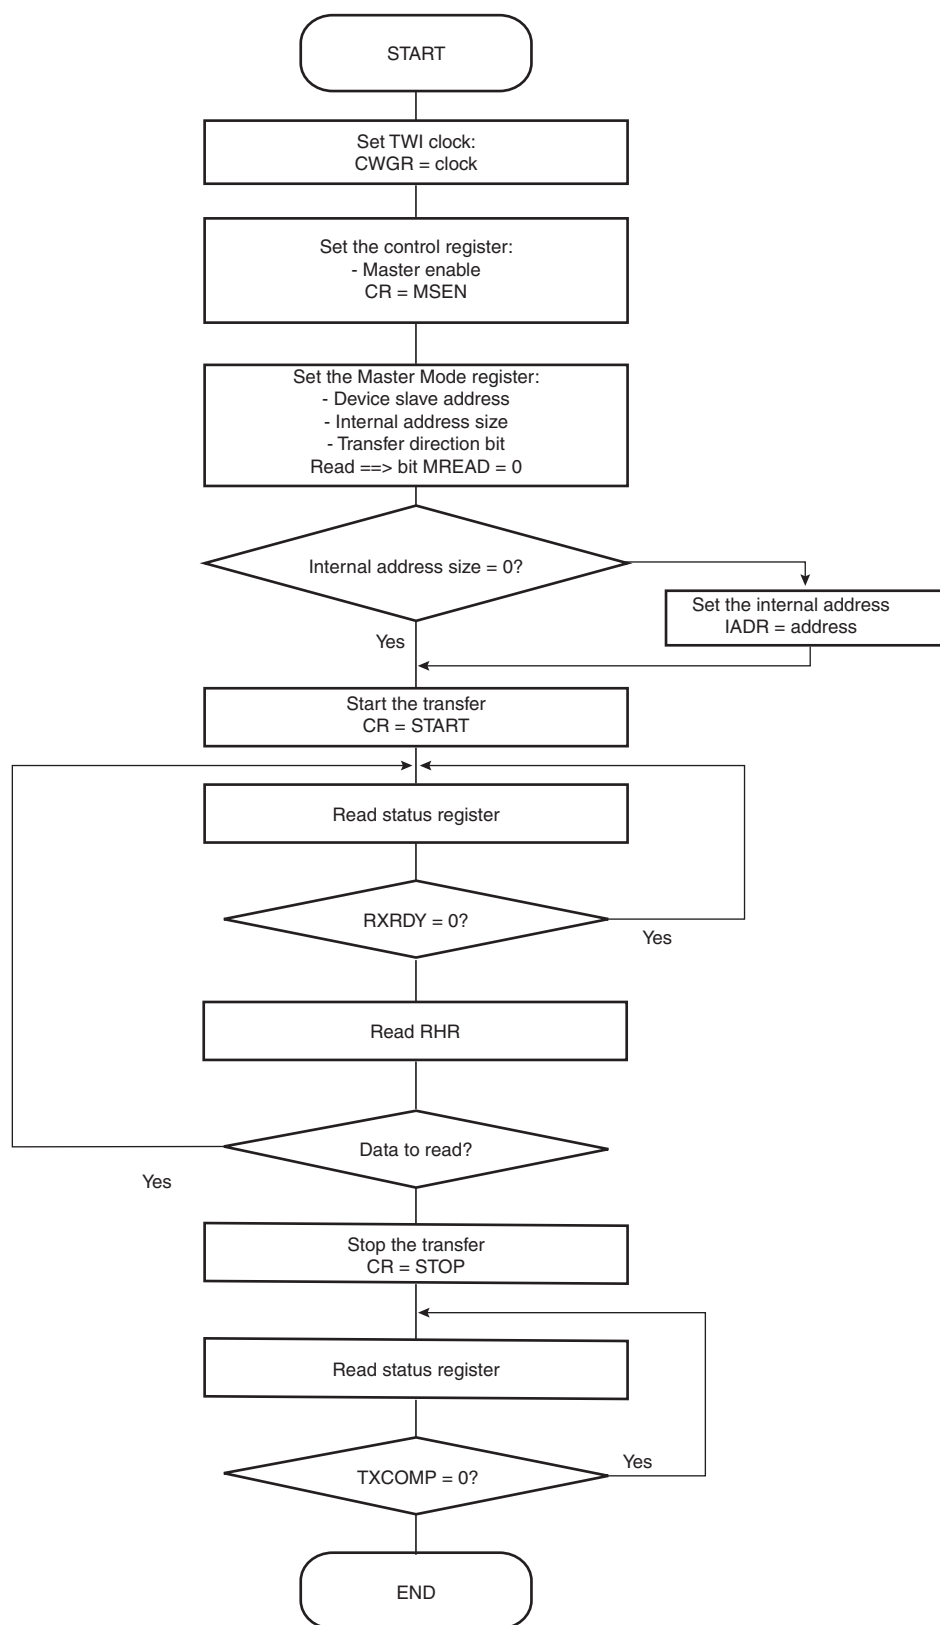 START
Set TWI clock:
CWGR = clock
Set the control register:
- Master enable
CR = MSEN
Set the Master Mode register:
- Device slave address
- Internal address size
- Transfer direction bit
Read ==> bit MREAD = 0
Internal address size = 0?
Set the internal address
IADR = address
Yes
Start the transfer
CR = START
Read status register
RXRDY = 0?
Yes
Read RHR
Data to read?
Yes
Stop the transfer
CR = STOP
Read status register
Yes
TXCOMP = 0?
END